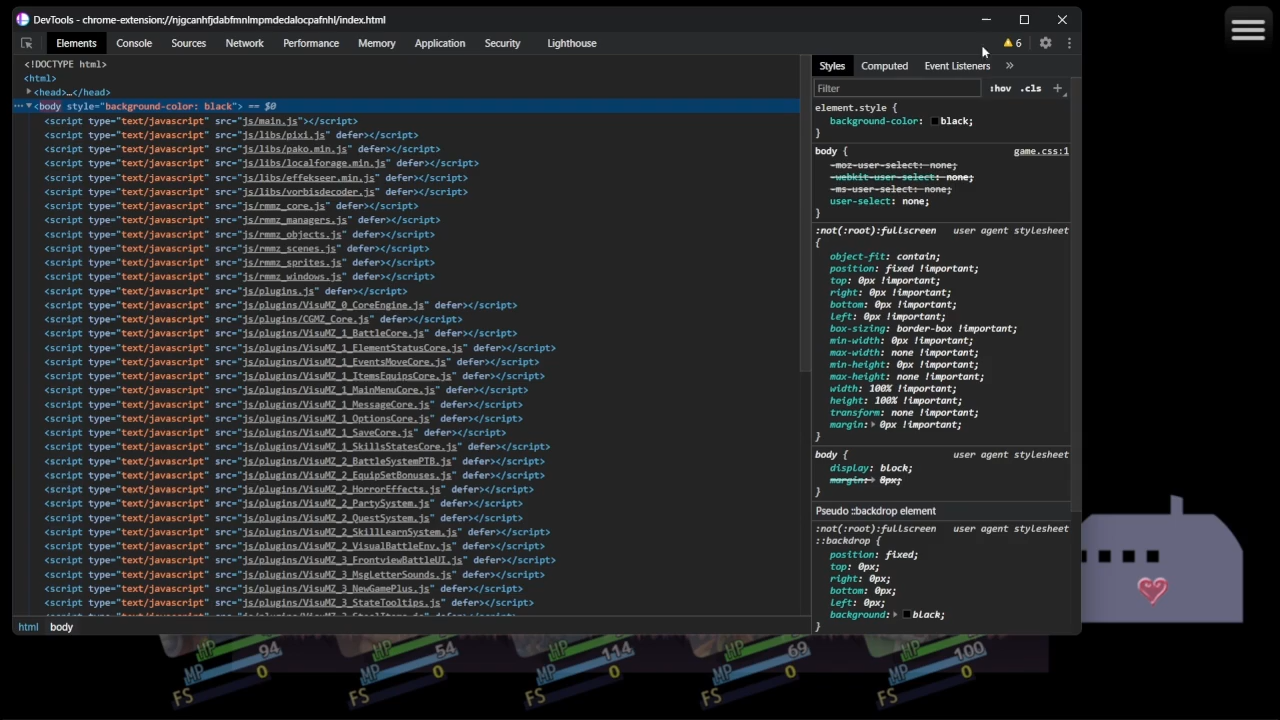 DevTools - chrome-extension://njgcanhfjdabfmnlmpmdedalocpafnhl/index.html
Elements Console Sources Network Performance Memory Application Security Lighthouse 6
<!DOCTYPE html>
<html>
<head>…</head>
<body style="background-color: black"> == $0
<script type="text/javascript" src="js/main.js"></script>
<script type="text/javascript" src="js/libs/pixi.js" defer></script>
<script type="text/javascript" src="js/libs/pako.min.js" defer></script>
<script type="text/javascript" src="js/libs/localforage.min.js" defer></script>
<script type="text/javascript" src="js/libs/effekseer.min.js" defer></script>
<script type="text/javascript" src="js/libs/vorbisdecoder.js" defer></script>
<script type="text/javascript" src="js/rmmz_core.js" defer></script>
<script type="text/javascript" src="js/rmmz_managers.js" defer></script>
<script type="text/javascript" src="js/rmmz_objects.js" defer></script>
<script type="text/javascript" src="js/rmmz_scenes.js" defer></script>
<script type="text/javascript" src="js/rmmz_sprites.js" defer></script>
<script type="text/javascript" src="js/rmmz_windows.js" defer></script>
<script type="text/javascript" src="js/plugins.js" defer></script>
<script type="text/javascript" src="js/plugins/VisuMZ_0_CoreEngine.js" defer></script>
<script type="text/javascript" src="js/plugins/CGMZ_Core.js" defer></script>
<script type="text/javascript" src="js/plugins/VisuMZ_1_BattleCore.js" defer></script>
<script type="text/javascript" src="js/plugins/VisuMZ_1_ElementStatusCore.js" defer></script>
<script type="text/javascript" src="js/plugins/VisuMZ_1_EventsMoveCore.js" defer></script>
<script type="text/javascript" src="js/plugins/VisuMZ_1_ItemsEquipsCore.js" defer></script>
<script type="text/javascript" src="js/plugins/VisuMZ_1_MainMenuCore.js" defer></script>
<script type="text/javascript" src="js/plugins/VisuMZ_1_MessageCore.js" defer></script>
<script type="text/javascript" src="js/plugins/VisuMZ_1_OptionsCore.js" defer></script>
<script type="text/javascript" src="js/plugins/VisuMZ_1_SaveCore.js" defer></script>
<script type="text/javascript" src="js/plugins/VisuMZ_1_SkillsStatesCore.js" defer></script>
<script type="text/javascript" src="js/plugins/VisuMZ_2_BattleSystemPTB.js" defer></script>
<script type="text/javascript" src="js/plugins/VisuMZ_2_EquipSetBonuses.js" defer></script>
<script type="text/javascript" src="js/plugins/VisuMZ_2_HorrorEffects.js" defer></script>
<script type="text/javascript" src="js/plugins/VisuMZ_2_PartySystem.js" defer></script>
<script type="text/javascript" src="js/plugins/VisuMZ_2_QuestSystem.js" defer></script>
<script type="text/javascript" src="js/plugins/VisuMZ_2_SkillLearnSystem.js" defer></script>
<script type="text/javascript" src="js/plugins/VisuMZ_2_VisualBattleEnv.js" defer></script>
<script type="text/javascript" src="js/plugins/VisuMZ_3_FrontviewBattleUI.js" defer></script>
<script type="text/javascript" src="js/plugins/VisuMZ_3_MsgLetterSounds.js" defer></script>
<script type="text/javascript" src="js/plugins/VisuMZ_3_NewGamePlus.js" defer></script>
<script type="text/javascript" src="js/plugins/VisuMZ_3_StateTooltips.js" defer></script>
html body
Styles Computed Event Listeners »
Filter :hov .cls +
element.style {
background-color: black;
}
body { game.css:1
-moz-user-select: none;
-webkit-user-select: none;
-ms-user-select: none;
user-select: none;
}
:not(:root):fullscreen user agent stylesheet
{
object-fit: contain;
position: fixed !important;
top: 0px !important;
right: 0px !important;
bottom: 0px !important;
left: 0px !important;
box-sizing: border-box !important;
min-width: 0px !important;
max-width: none !important;
min-height: 0px !important;
max-height: none !important;
width: 100% !important;
height: 100% !important;
transform: none !important;
margin: 0px !important;
}
body { user agent stylesheet
display: block;
margin: 8px;
}
Pseudo ::backdrop element
:not(:root):fullscreen user agent stylesheet
::backdrop {
position: fixed;
top: 0px;
right: 0px;
bottom: 0px;
left: 0px;
background: black;
}
HP HP HP HP HP
MP 94 MP 54 MP 114 MP 69 MP 100
FS 0 FS 0 FS 0 FS 0 FS 0